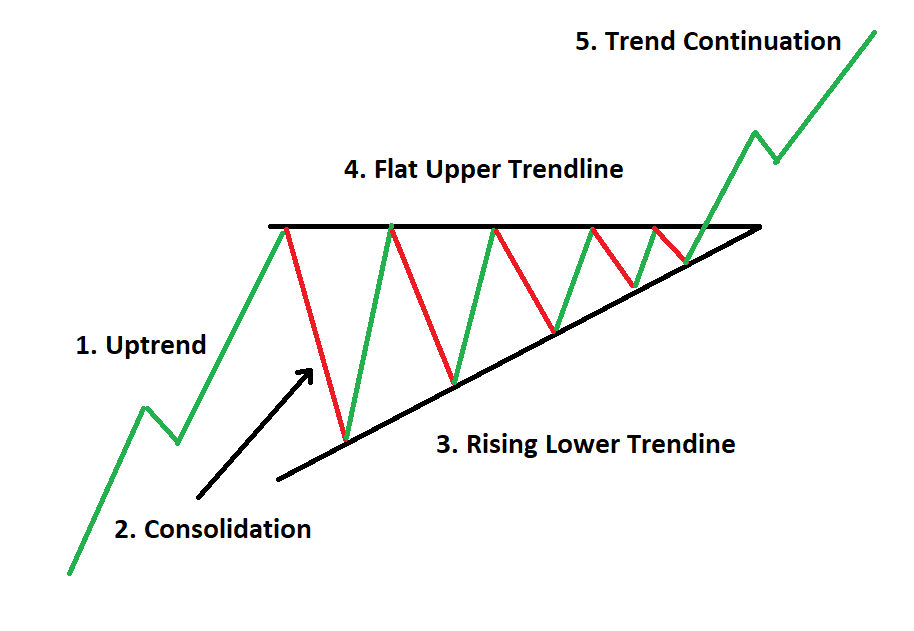 5. Trend Continuation
4. Flat Upper Trendline
1. Uptrend
3. Rising Lower Trendine
2. Consolidation